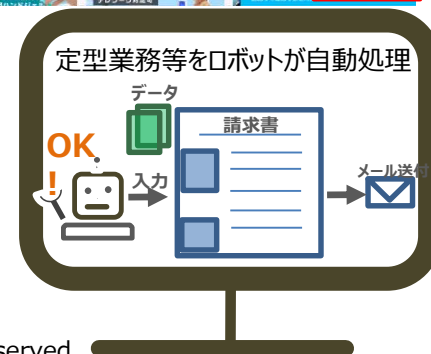 定型業務等をロボットが自動処理
データ
請求書
OK
!
入力
メール送付
served